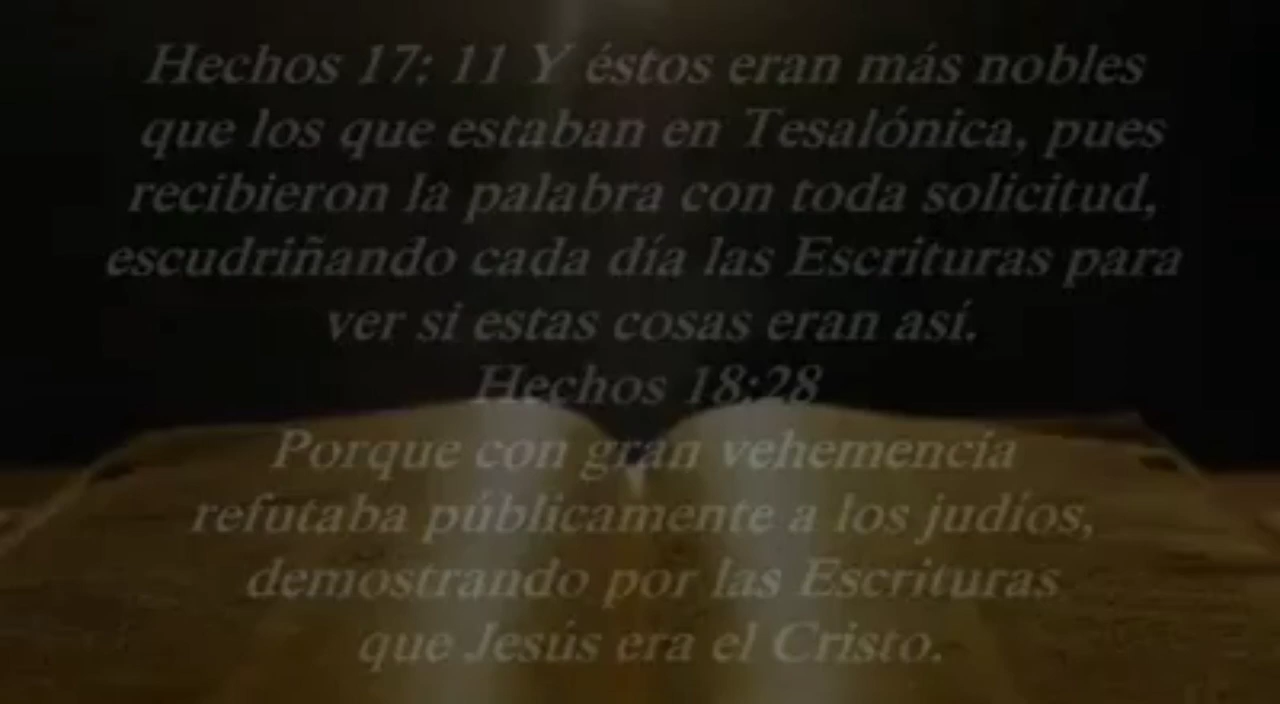 Hechos 17: 11 Y éstos eran más nobles
que los que estaban en Tesalónica, pues
recibieron la palabra con toda solicitud,
escudriñando cada día las Escrituras para
ver si estas cosas eran así.
Hechos 18:28
Porque con gran vehemencia
refutaba públicamente a los judíos,
demostrando por las Escrituras
que Jesús era el Cristo.